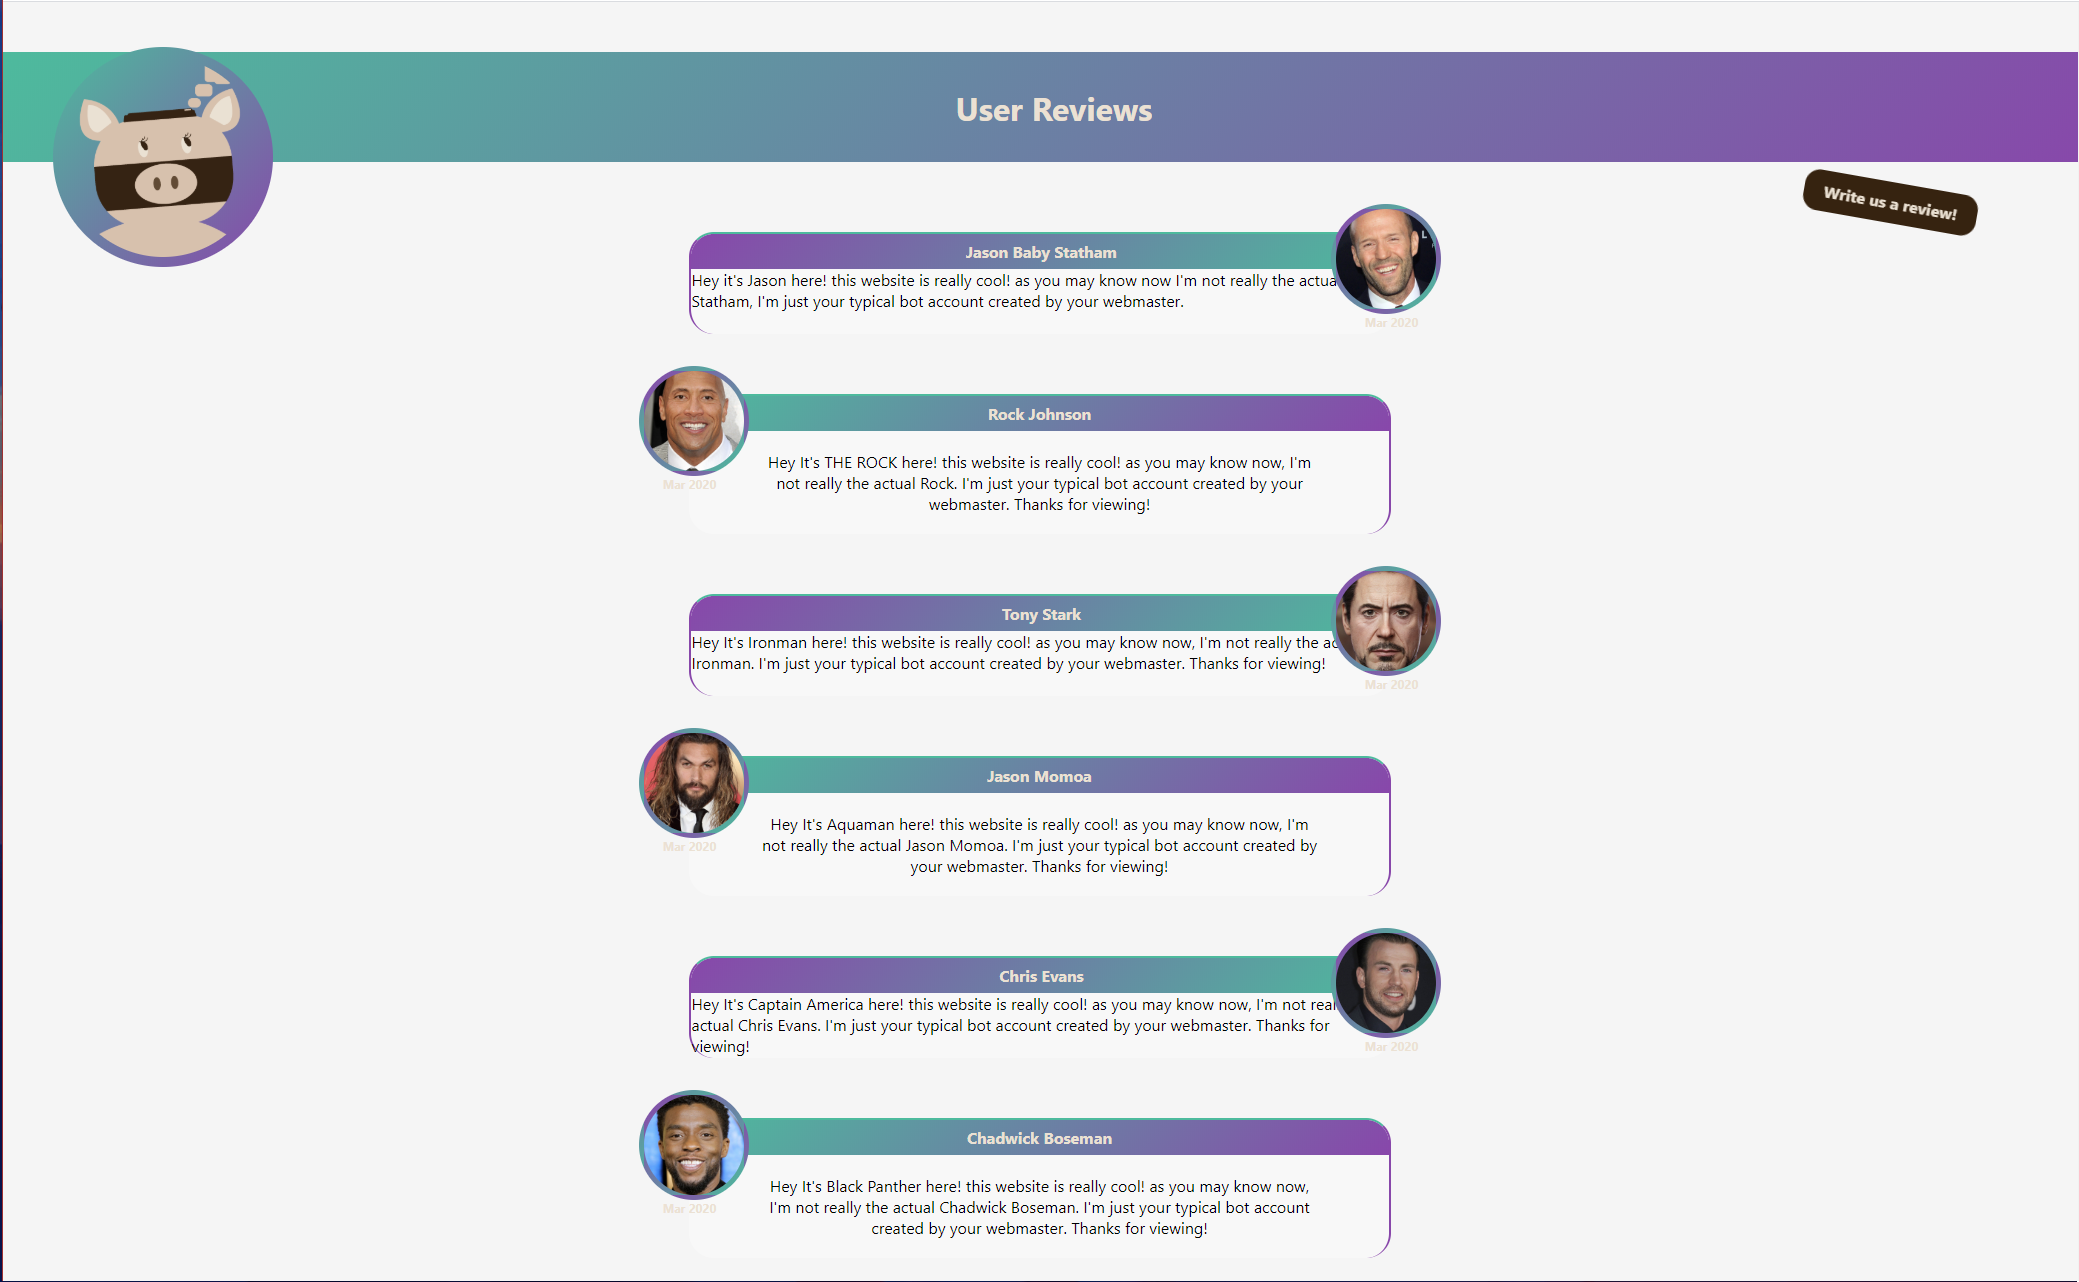 User Reviews
Write us a review!
Jason Baby Statham
Hey it's Jason here! this website is really cool! as you may know now I'm not really the actua
Statham, I'm just your typical bot account created by your webmaster.
Mar 2020
Rock Johnson
Hey It's THE ROCK here! this website is really cool! as you may know now, I'm
not really the actual Rock. I'm just your typical bot account created by your
webmaster. Thanks for viewing!
Mar 2020
Tony Stark
Hey It's Ironman here! this website is really cool! as you may know now, I'm not really the ac
Ironman. I'm just your typical bot account created by your webmaster. Thanks for viewing!
Mar 2020
Jason Momoa
Hey It's Aquaman here! this website is really cool! as you may know now, I'm
not really the actual Jason Momoa. I'm just your typical bot account created by
your webmaster. Thanks for viewing!
Mar 2020
Chris Evans
Hey It's Captain America here! this website is really cool! as you may know now, I'm not real
actual Chris Evans. I'm just your typical bot account created by your webmaster. Thanks for
viewing!
Mar 2020
Chadwick Boseman
Hey It's Black Panther here! this website is really cool! as you may know now,
I'm not really the actual Chadwick Boseman. I'm just your typical bot account
created by your webmaster. Thanks for viewing!
Mar 2020